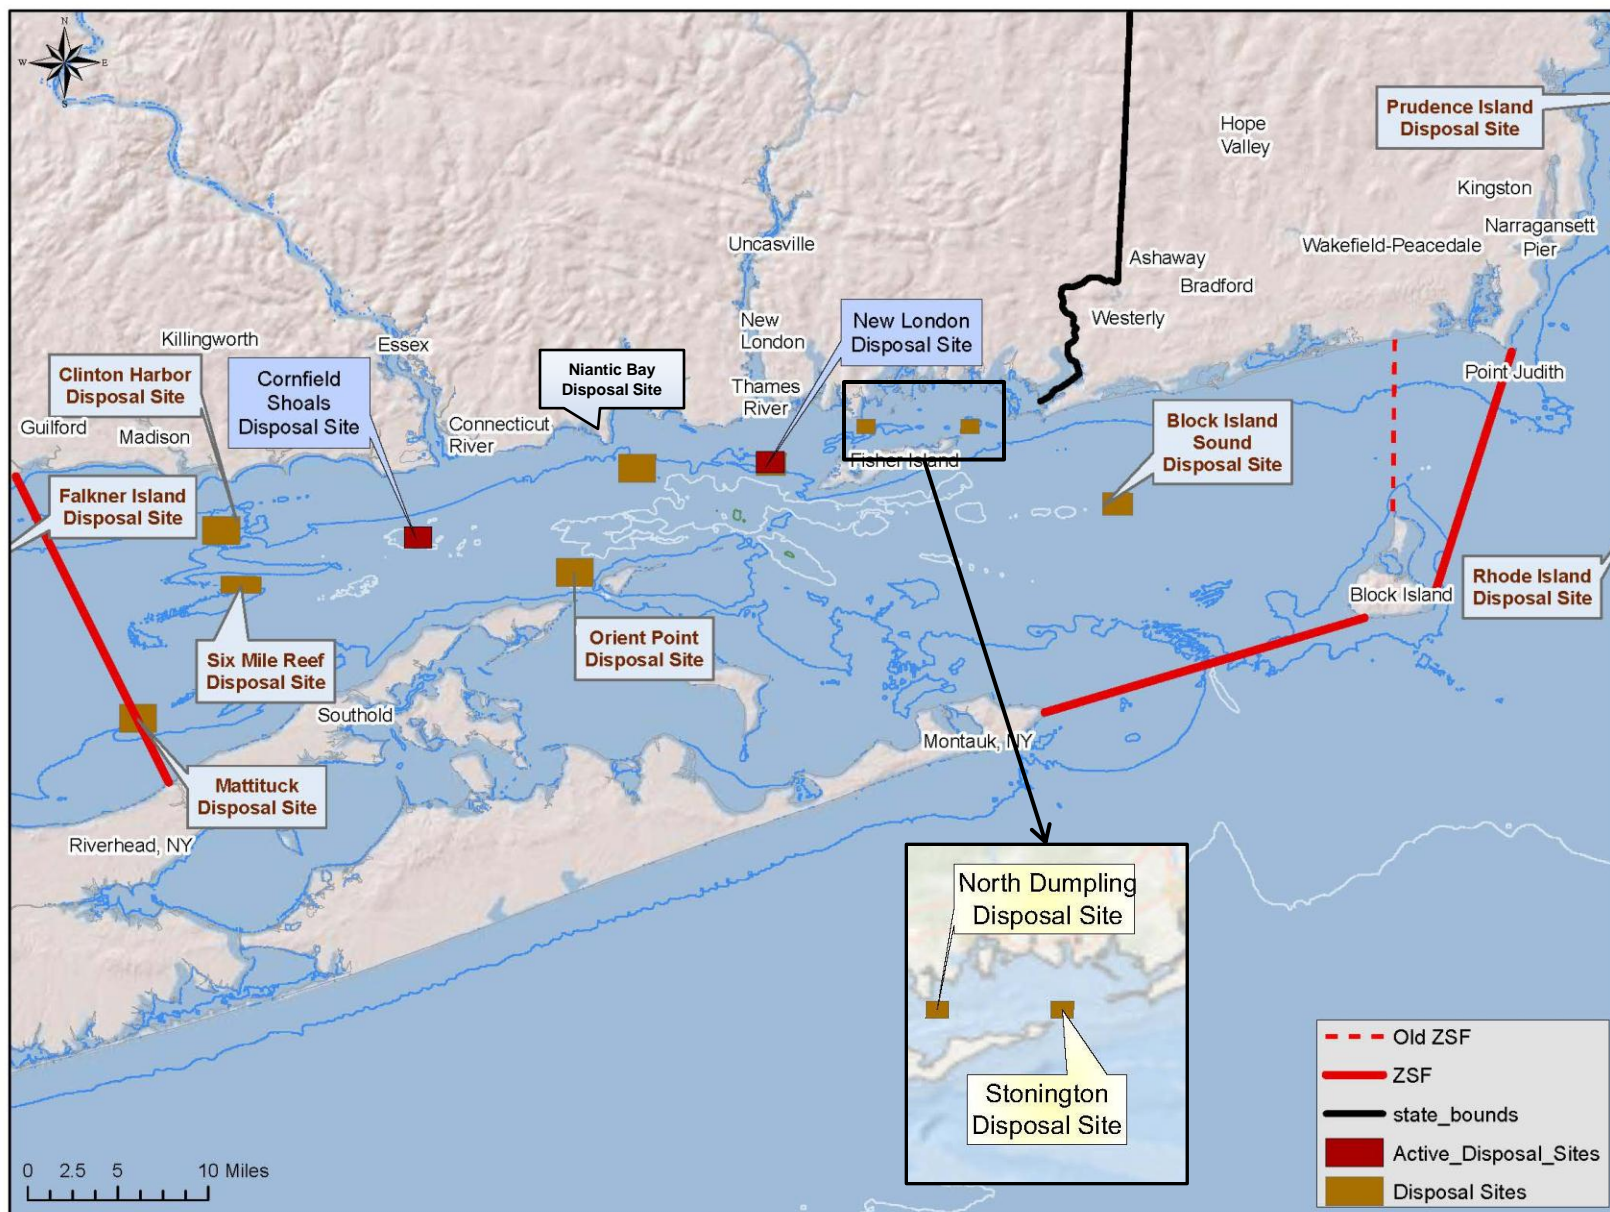 N
W
E
S
Prudence Island
Disposal Site
Hope
Valley
Kingston
Narragansett
Pier
Wakefield-Peacedale
Uncasville
Ashaway
Bradford
Westerly
Killingworth
Essex
New
London
New London
Disposal Site
Clinton Harbor
Disposal Site
Cornfield
Shoals
Disposal Site
Niantic Bay
Disposal Site
Thames
River
Point Judith
Guilford
Madison
Connecticut
River
Block Island
Sound
Disposal Site
Fisher Island
Falkner Island
Disposal Site
Block Island
Rhode Island
Disposal Site
Orient Point
Disposal Site
Six Mile Reef
Disposal Site
Southold
Montauk, NY
Mattituck
Disposal Site
Riverhead, NY
North Dumpling
Disposal Site
Stonington
Disposal Site
Old ZSF
ZSF
state_bounds
Active_Disposal_Sites
Disposal Sites
0 2.5 5 10 Miles